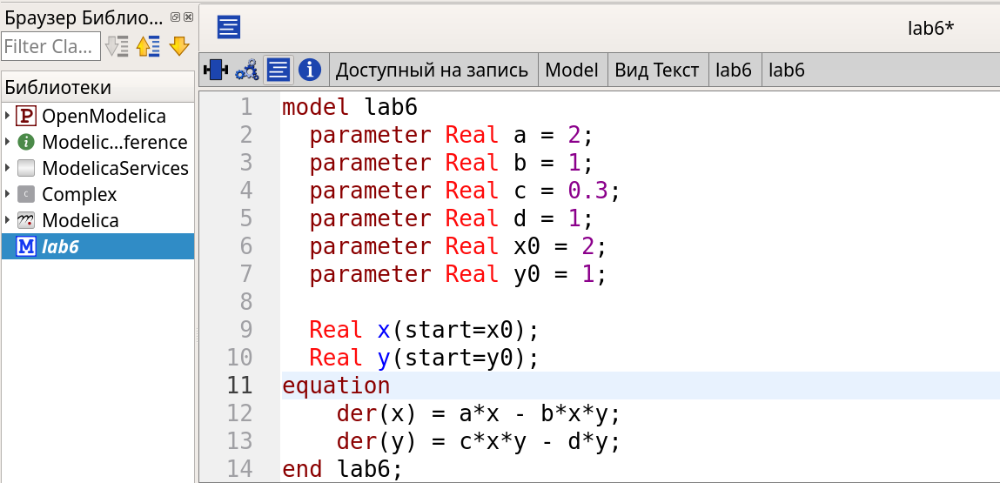 Браузер Библио...
lab6*
Filter Cla...
Доступный на запись Model Вид Текст lab6 lab6
Библиотеки
OpenModelica
Modelic...ference
ModelicaServices
Complex
Modelica
lab6
1 model lab6
2 parameter Real a = 2;
3 parameter Real b = 1;
4 parameter Real c = 0.3;
5 parameter Real d = 1;
6 parameter Real x0 = 2;
7 parameter Real y0 = 1;
8
9 Real x(start=x0);
10 Real y(start=y0);
11 equation
12 der(x) = a*x - b*x*y;
13 der(y) = c*x*y - d*y;
14 end lab6;